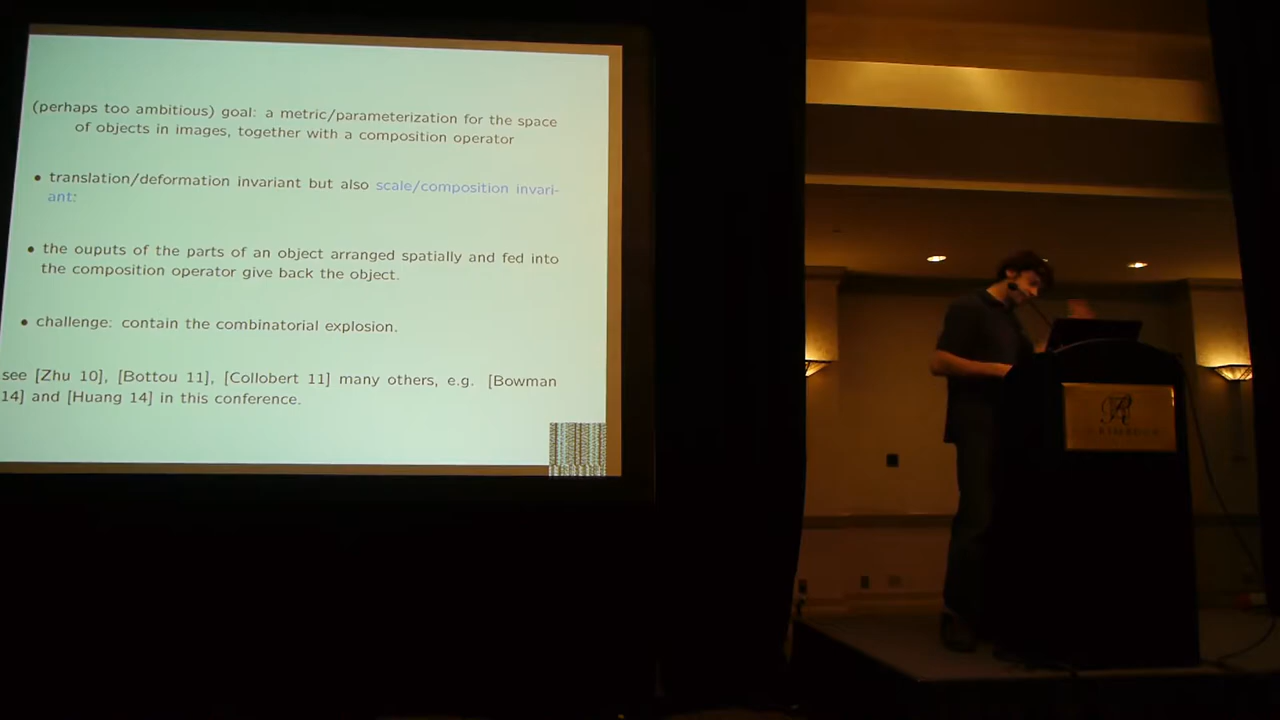 (perhaps too ambitious) goal: a metric/parameterization for the space
of objects in images, together with a composition operator
• translation/deformation invariant but also scale/composition invari-
ant:
• the ouputs of the parts of an object arranged spatially and fed into
the composition operator give back the object.
• challenge: contain the combinatorial explosion.
see [Zhu 10], [Bottou 11], [Collobert 11] many others, e.g. [Bowman
14] and [Huang 14] in this conference.